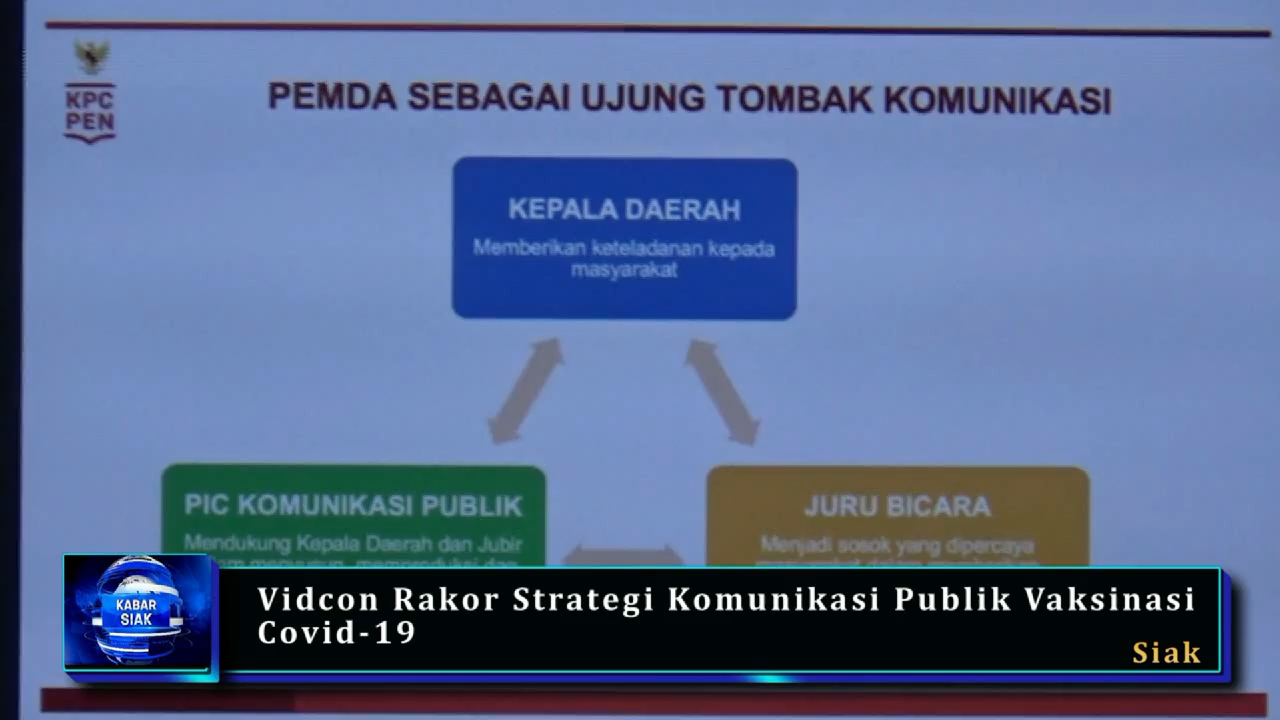 KPC
PEN
PEMDA SEBAGAI UJUNG TOMBAK KOMUNIKASI
KEPALA DAERAH
Memberikan keteladanan kepada
masyarakat
PIC KOMUNIKASI PUBLIK
Mendukung Kepala Daerah dan Jubir
JURU BICARA
Menjadi sosok yang dipercaya
KABAR
SIAK
Vidcon Rakor Strategi Komunikasi Publik Vaksinasi
Covid-19
Siak